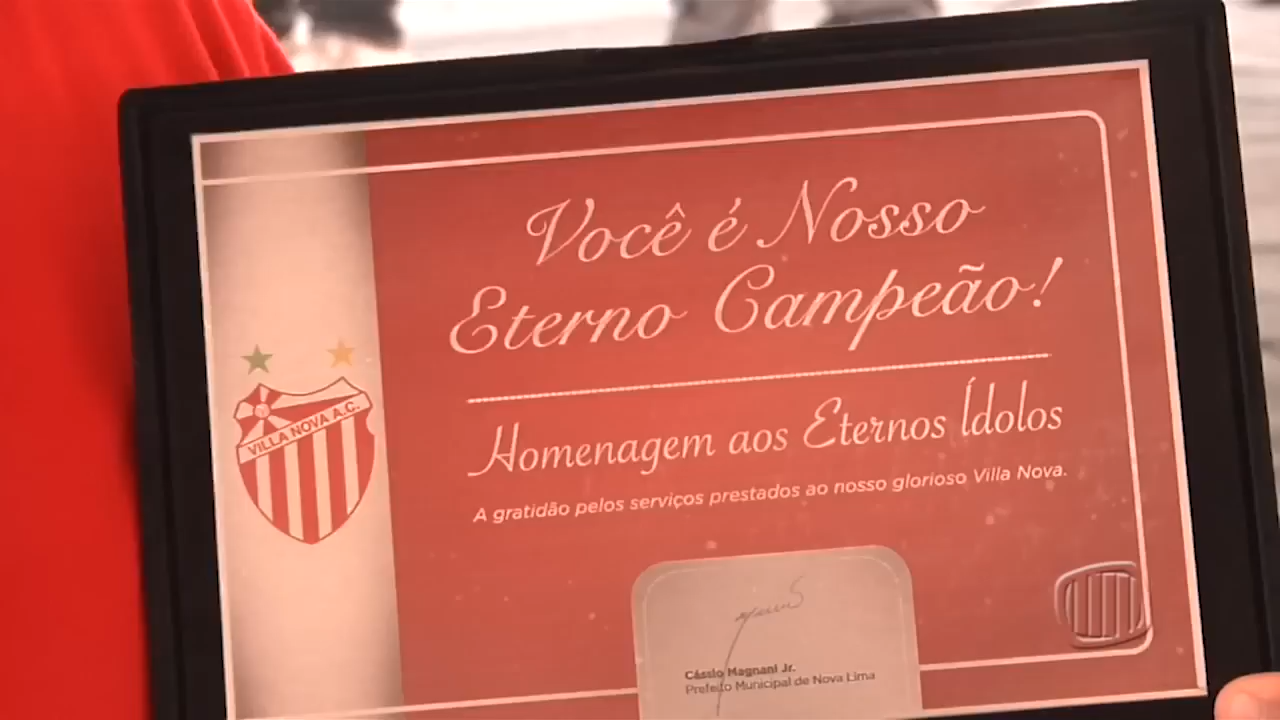 Você é Nosso
Eterno Campeão!
Homenagem aos Eternos Ídolos
A gratidão pelos serviços prestados ao nosso glorioso Villa Nova.
VILLA NOVA A.C.
Cássio Magnani Jr.
Prefeito Municipal de Nova Lima